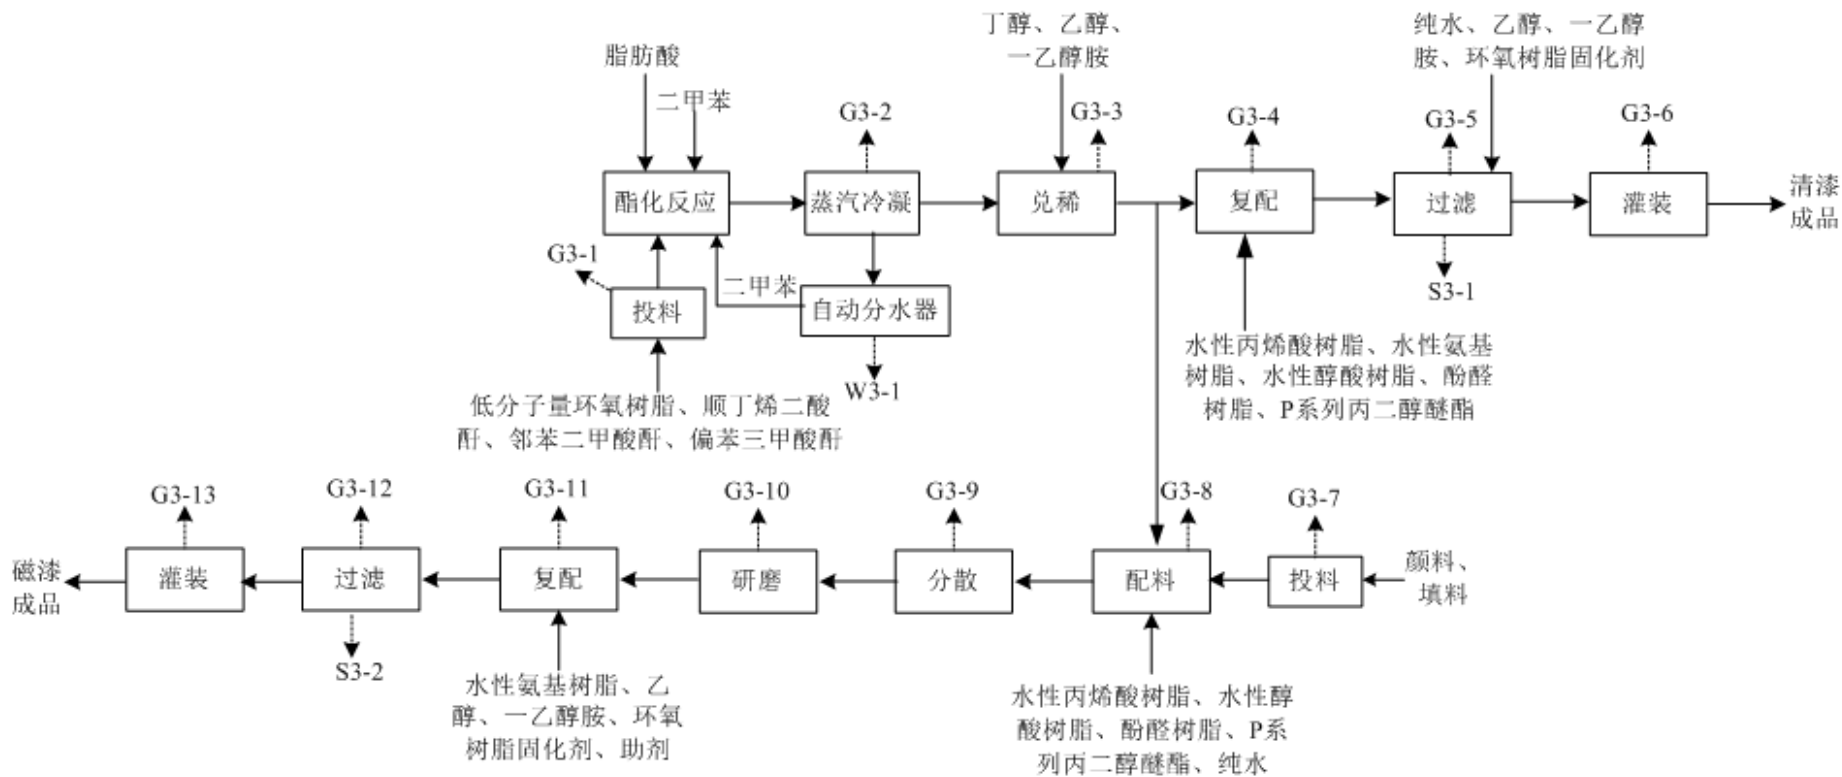 丁醇、乙醇、
一乙醇胺
纯水、乙醇、一乙醇
胺、环氧树脂固化剂
脂肪酸
二甲苯
G3-2
G3-3
G3-4
G3-5
G3-6
酯化反应
蒸汽冷凝
兑稀
复配
过滤
灌装
清漆
成品
G3-1
二甲苯
投料
自动分水器
S3-1
W3-1
低分子量环氧树脂、顺丁烯二酸
酐、邻苯二甲酸酐、偏苯三甲酸酐
水性丙烯酸树脂、水性氨基
树脂、水性醇酸树脂、酚醛
树脂、P系列丙二醇醚酯
G3-13
G3-12
G3-11
G3-10
G3-9
G3-8
G3-7
磁漆
成品
灌装
过滤
复配
研磨
分散
配料
投料
颜料、
填料
S3-2
水性氨基树脂、乙
醇、一乙醇胺、环氧
树脂固化剂、助剂
水性丙烯酸树脂、水性醇
酸树脂、酚醛树脂、P系
列丙二醇醚酯、纯水